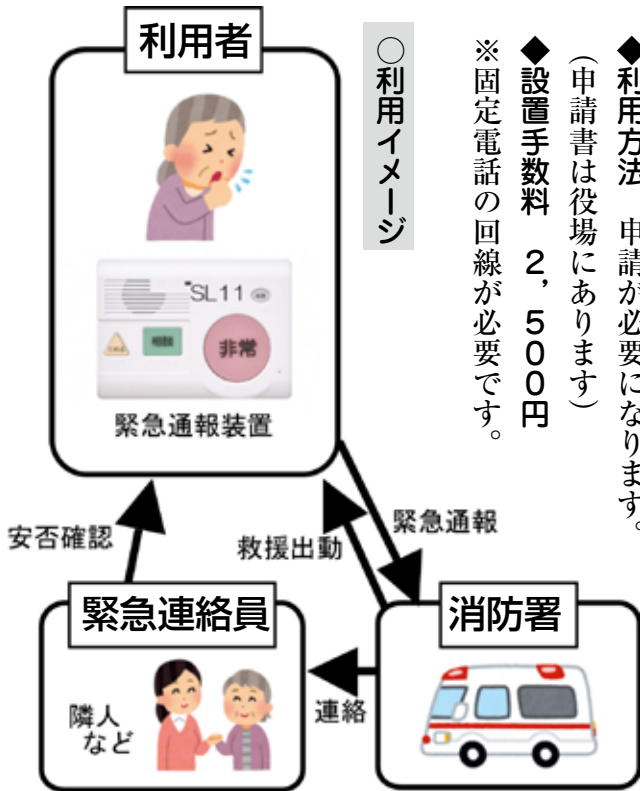 ◆利用方法　申請が必要になります。
(申請書は役場にあります)
◆設置手数料　2,500円
※固定電話の回線が必要です。
○利用イメージ
利用者
SL11
相談
非常
緊急通報装置
安否確認
救援出動
緊急通報
緊急連絡員
消防署
隣人
など
連絡